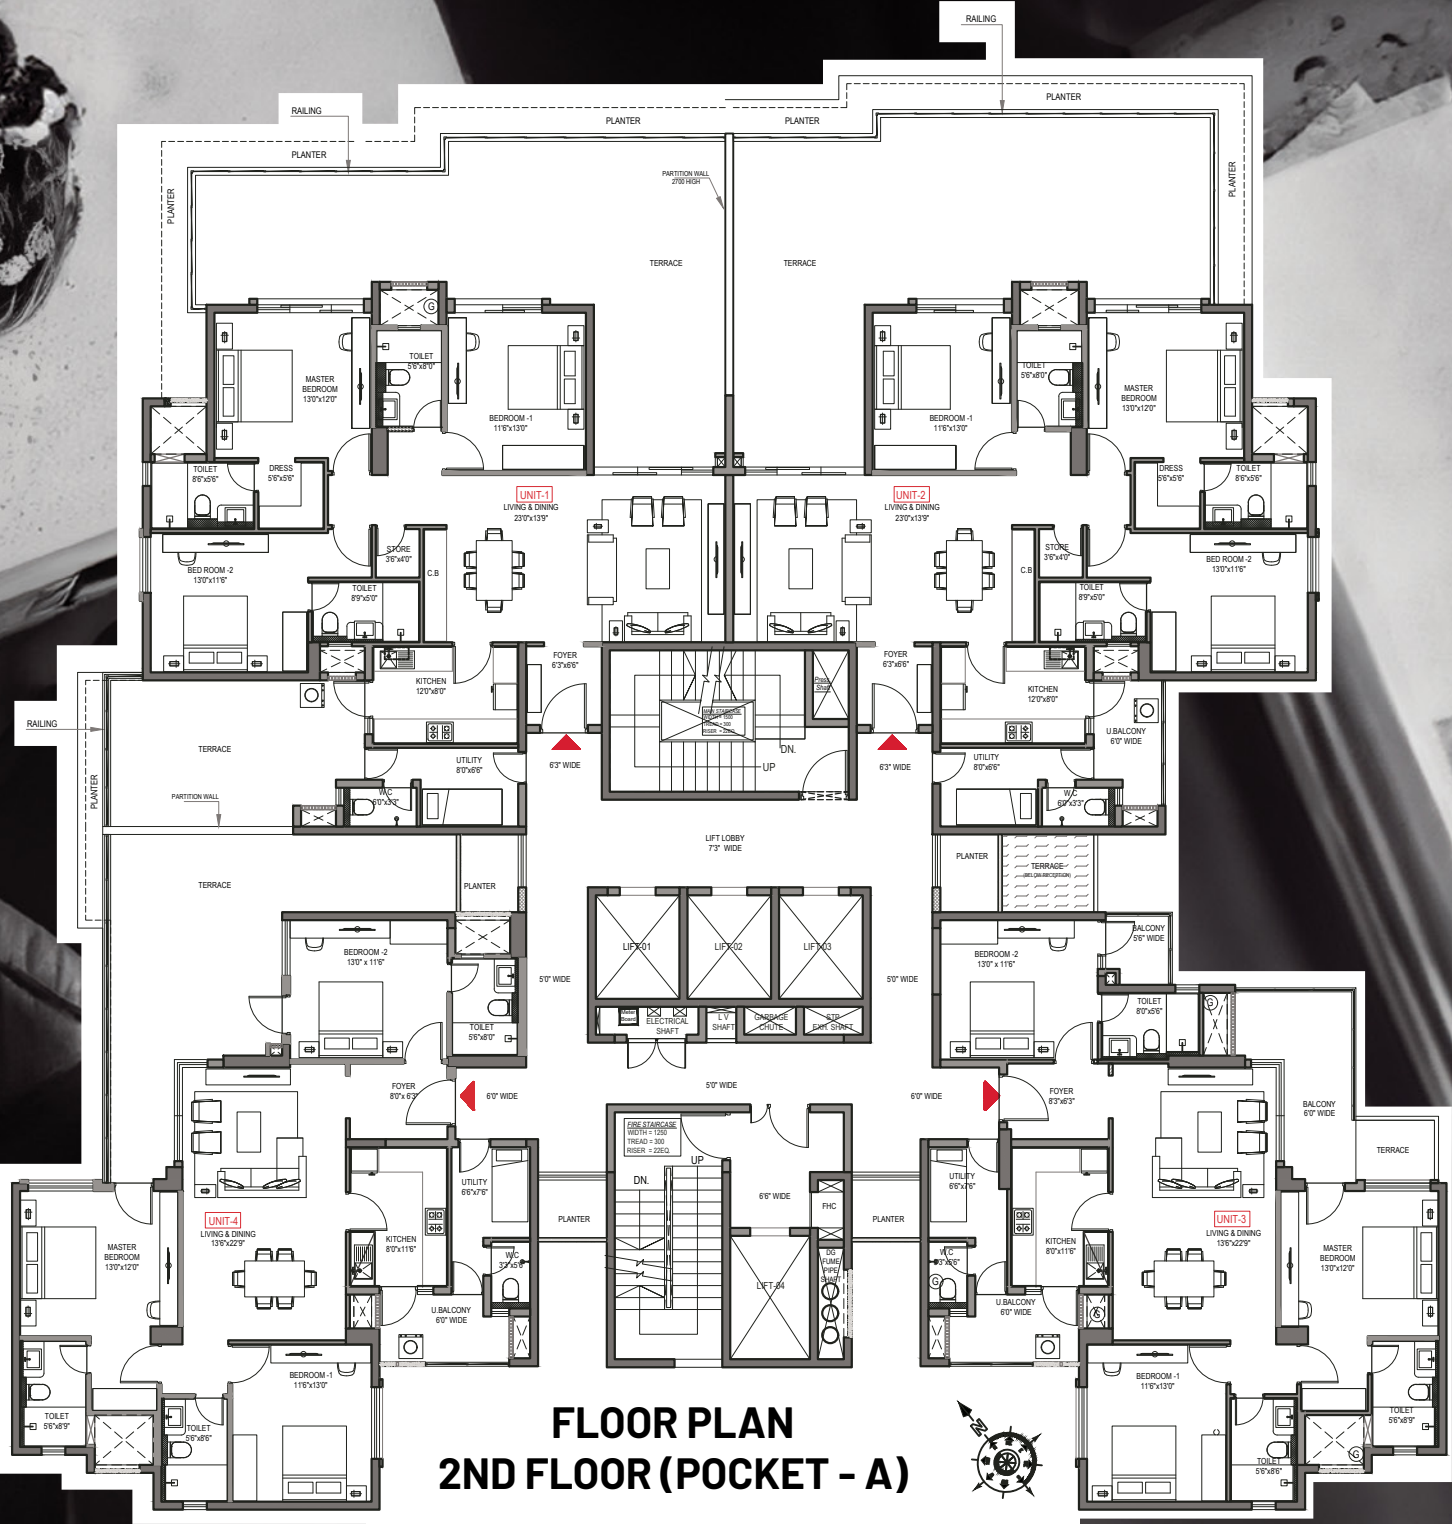 RAILING
PLANTER
RAILING
PLANTER
PLANTER
PLANTER
PLANTER
PLANTER
PARTITION WALL
2700 HIGH
TERRACE
TERRACE
G
TOILET
5'6"x8'0"
MASTER
BEDROOM
13'0"x12'0"
BEDROOM -1
11'6"x13'0"
BEDROOM -1
11'6"x13'0"
TOILET
5'6"x8'0"
MASTER
BEDROOM
13'0"x12'0"
TOILET
8'6"x5'6"
DRESS
5'6"x5'6"
UNIT-1
LIVING & DINING
23'0"x13'9"
UNIT-2
LIVING & DINING
23'0"x13'9"
DRESS
5'6"x5'6"
TOILET
8'6"x5'6"
BED ROOM -2
13'0"x11'6"
STORE
3'6"x4'0"
C.B
TOILET
8'9"x5'0"
C.B
STORE
3'6"x4'0"
TOILET
8'9"x5'0"
BED ROOM -2
13'0"x11'6"
FOYER
6'3"x6'6"
KITCHEN
12'0"x8'0"
Press.
Shaft
MAIN STAIRCASE
WIDTH = 1500
TREAD = 300
RISER = 22EQ.
DN.
UP
FOYER
6'3"x6'6"
KITCHEN
12'0"x8'0"
U.BALCONY
6'0" WIDE
RAILING
TERRACE
PLANTER
PARTITION WALL
UTILITY
8'0"x6'6"
W.C
6'0"x3'3"
6'3" WIDE
6'3" WIDE
UTILITY
8'0"x6'6"
W.C
6'0"x3'3"
LIFT LOBBY
7'3" WIDE
TERRACE
PLANTER
PLANTER
TERRACE
(BELOW RECEPTION)
BEDROOM -2
13'0" x 11'6"
TOILET
5'6"x8'0"
5'0" WIDE
LIFT-01
LIFT-02
LIFT-03
Meter
Board
ELECTRICAL
SHAFT
L V
SHAFT
GARBAGE
CHUTE
STP
EXH. SHAFT
5'0" WIDE
BEDROOM -2
13'0" x 11'6"
BALCONY
5'6" WIDE
TOILET
8'0"x5'6"
G
FOYER
8'0"x 6'3"
6'0" WIDE
5'0" WIDE
6'0" WIDE
FOYER
8'3"x6'3"
BALCONY
6'0" WIDE
TERRACE
FIRE STAIRCASE
WIDTH = 1250
TREAD = 300
RISER = 22EQ.
UP
DN.
6'6" WIDE
FHC
DG
FUME
PIPE
SHAFT
LIFT-04
UTILITY
6'6"x7'6"
PLANTER
PLANTER
UTILITY
6'6"x7'6"
UNIT-4
LIVING & DINING
13'6"x22'9"
MASTER
BEDROOM
13'0"x12'0"
KITCHEN
8'0"x11'6"
W.C
3'3"x5'6"
U.BALCONY
6'0" WIDE
W.C
3'3"x5'6"
G
KITCHEN
8'0"x11'6"
U.BALCONY
6'0" WIDE
G
UNIT-3
LIVING & DINING
13'6"x22'9"
MASTER
BEDROOM
13'0"x12'0"
BEDROOM -1
11'6"x13'0"
TOILET
5'6"x8'9"
TOILET
5'6"x8'6"
BEDROOM -1
11'6"x13'0"
TOILET
5'6"x8'9"
TOILET
5'6"x8'6"
G
N
FLOOR PLAN
2ND FLOOR (POCKET - A)